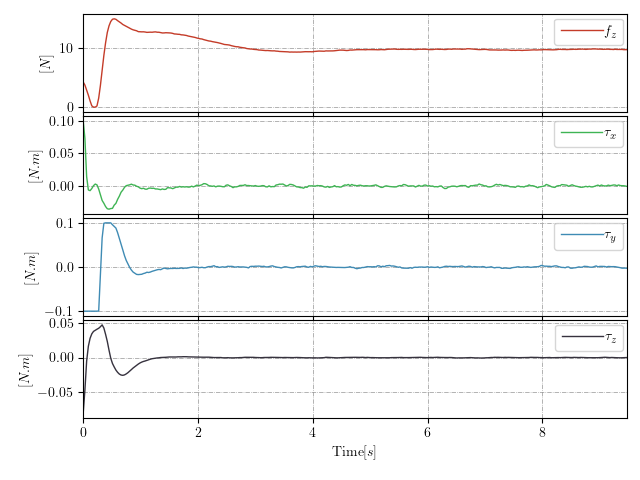 10
0
[N]
f_z
0.10
0.05
0.00
[N.m]
τ_x
0.1
0.0
−0.1
[N.m]
τ_y
0.05
0.00
−0.05
[N.m]
τ_z
0 2 4 6 8
Time[s]